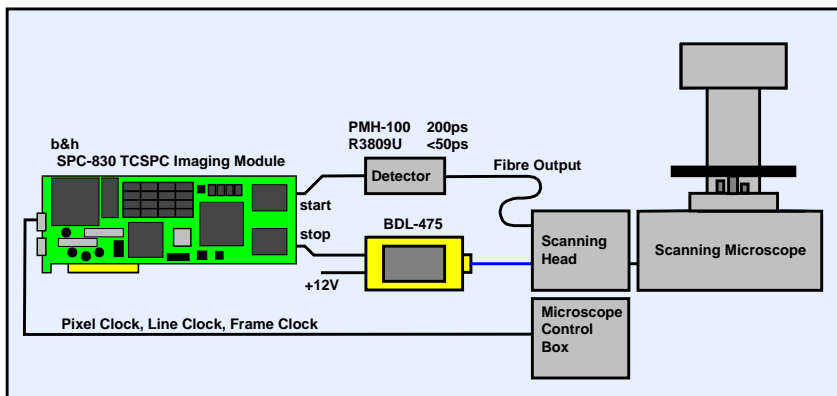 b&h
SPC-830 TCSPC Imaging Module
PMH-100 200ps
R3809U <50ps
Detector
Fibre Output
start
stop
BDL-475
+12V
Scanning
Head
Scanning Microscope
Pixel Clock, Line Clock, Frame Clock
Microscope
Control
Box